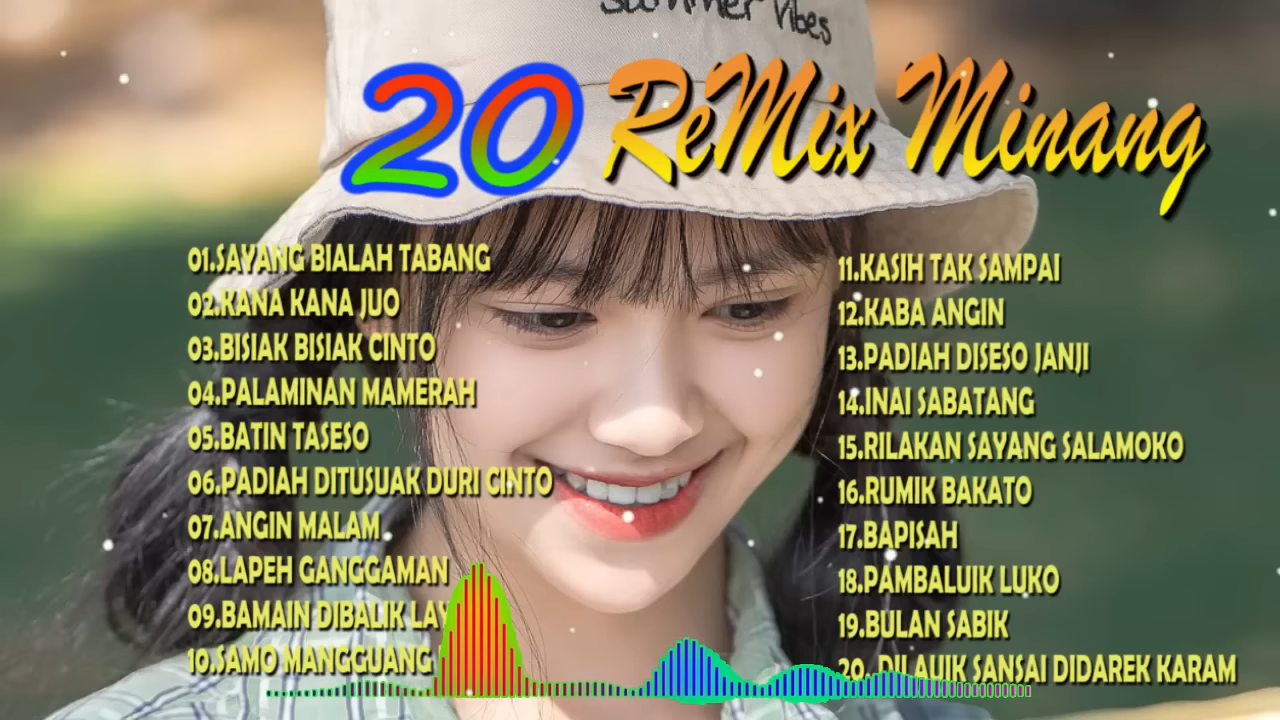 summer vibes
20 ReMix Minang
01.SAYANG BIALAH TABANG
02.KANA KANA JUO
03.BISIAK BISIAK CINTO
04.PALAMINAN MAMERAH
05.BATIN TASESO
06.PADIAH DITUSUAK DURI CINTO
07.ANGIN MALAM
08.LAPEH GANGGAMAN
09.BAMAIN DIBALIK
10.SAMO MANGGUANG
11.KASIH TAK SAMPAI
12.KABA ANGIN
13.PADIAH DISESO JANJI
14.INAI SABATANG
15.RILAKAN SAYANG SALAMOKO
16.RUMIK BAKATO
17.BAPISAH
18.PAMBALUIK LUKO
19.BULAN SABIK
20. DILAUIK SANSAI DIDAREK KARAM